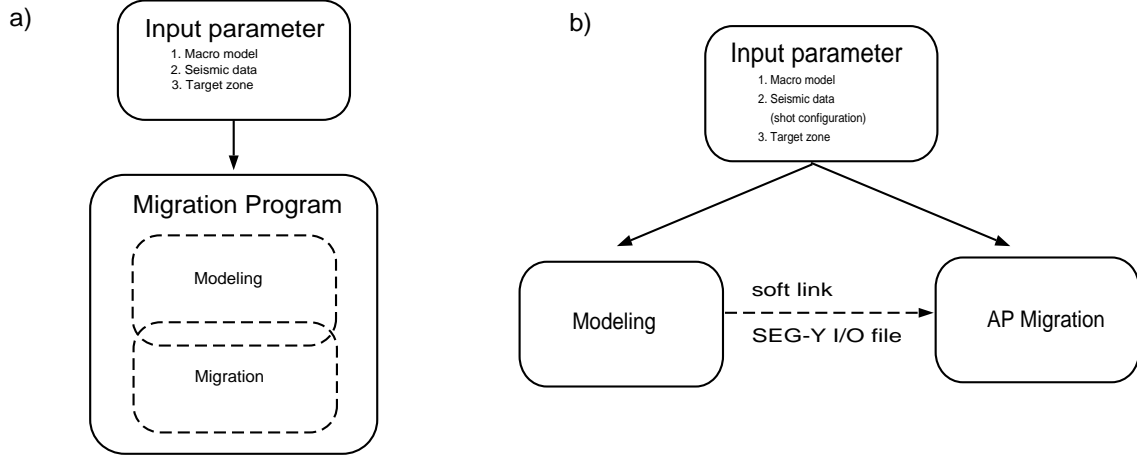 a)
Input parameter
1. Macro model
2. Seismic data
3. Target zone
Migration Program
Modeling
Migration
b)
Input parameter
1. Macro model
2. Seismic data
(shot configuration)
3. Target zone
Modeling
soft link
SEG-Y I/O file
AP Migration